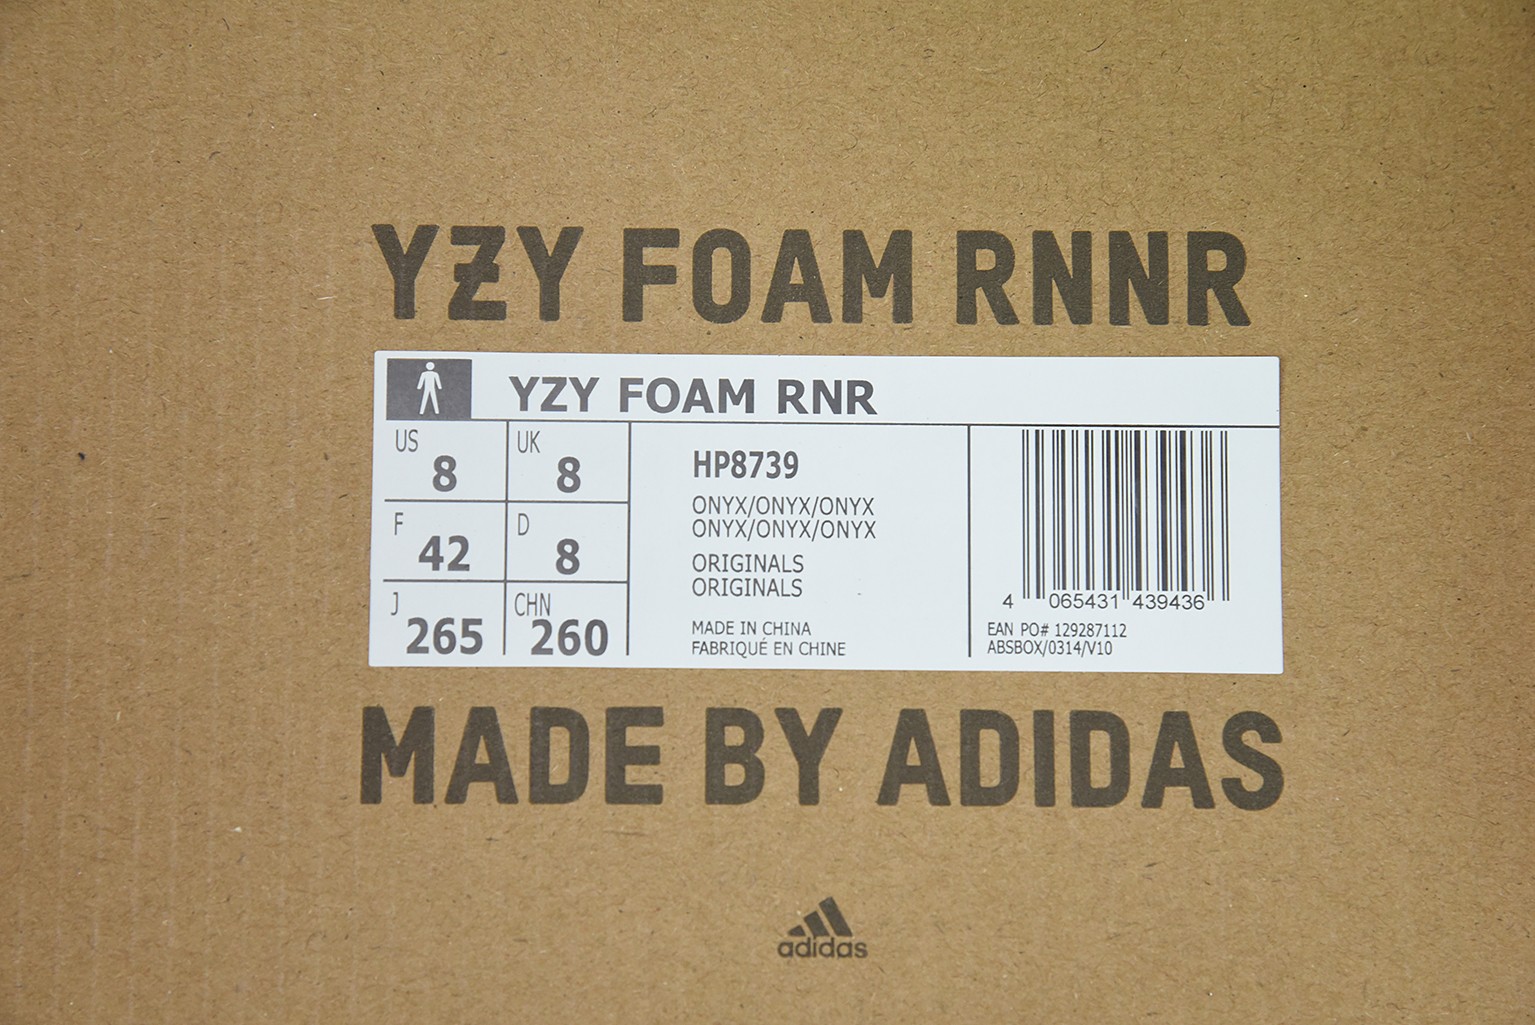 YZY FOAM RNNR
YZY FOAM RNR
US 8
UK 8
F 42
D 8
J 265
CHN 260
HP8739
ONYX/ONYX/ONYX
ONYX/ONYX/ONYX
ORIGINALS
ORIGINALS
MADE IN CHINA
FABRIQUÉ EN CHINE
4 065431 439436
EAN PO# 129287112
ABSBOX/0314/V10
MADE BY ADIDAS
adidas